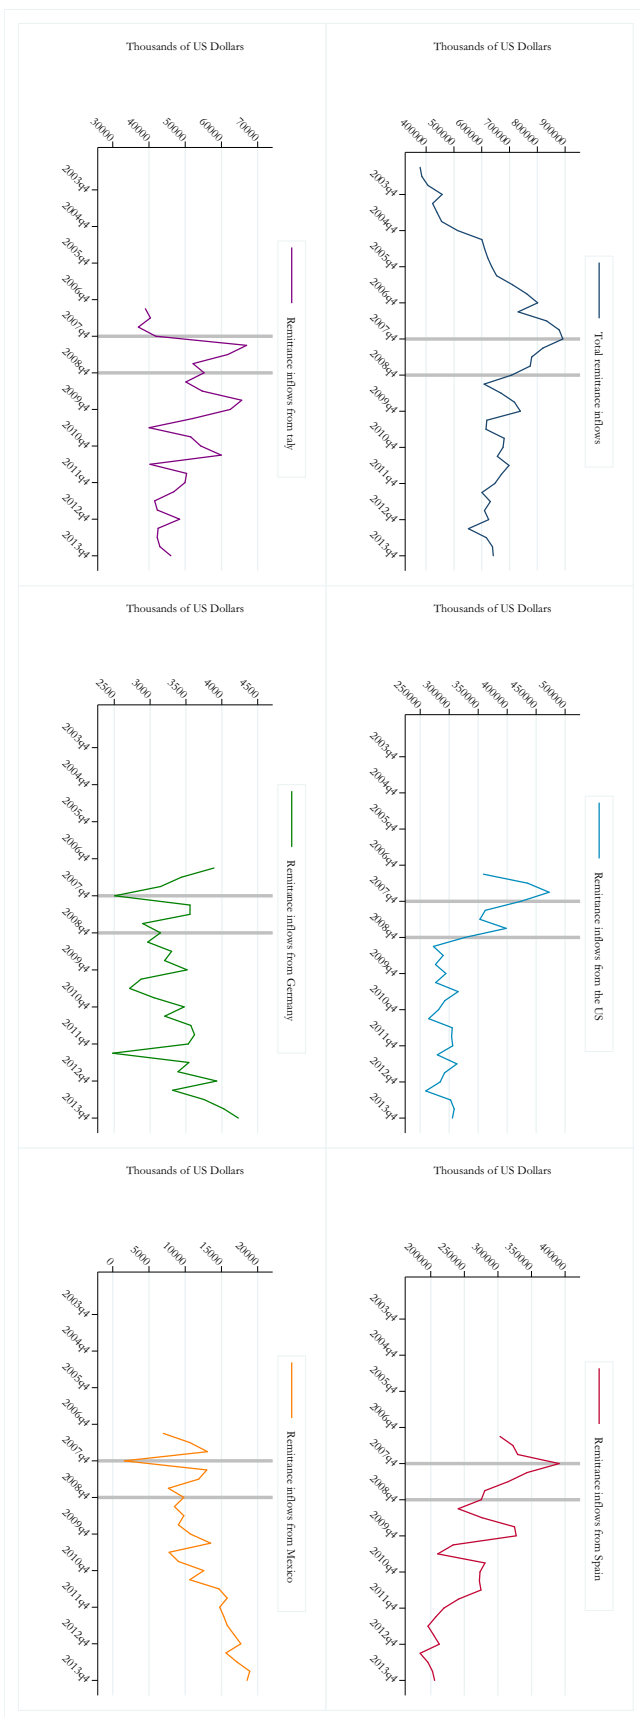 Total remittance inflows
Thousands of US Dollars
900000
800000
700000
600000
500000
400000
2003q4
2004q4
2005q4
2006q4
2007q4
2008q4
2009q4
2010q4
2011q4
2012q4
2013q4
Remittance inflows from the US
Thousands of US Dollars
500000
450000
400000
350000
300000
250000
2003q4
2004q4
2005q4
2006q4
2007q4
2008q4
2009q4
2010q4
2011q4
2012q4
2013q4
Remittance inflows from Spain
Thousands of US Dollars
400000
350000
300000
250000
200000
2003q4
2004q4
2005q4
2006q4
2007q4
2008q4
2009q4
2010q4
2011q4
2012q4
2013q4
Remittance inflows from taly
Thousands of US Dollars
70000
60000
50000
40000
30000
2003q4
2004q4
2005q4
2006q4
2007q4
2008q4
2009q4
2010q4
2011q4
2012q4
2013q4
Remittance inflows from Germany
Thousands of US Dollars
4500
4000
3500
3000
2500
2003q4
2004q4
2005q4
2006q4
2007q4
2008q4
2009q4
2010q4
2011q4
2012q4
2013q4
Remittance inflows from Mexico
Thousands of US Dollars
20000
15000
10000
5000
0
2003q4
2004q4
2005q4
2006q4
2007q4
2008q4
2009q4
2010q4
2011q4
2012q4
2013q4